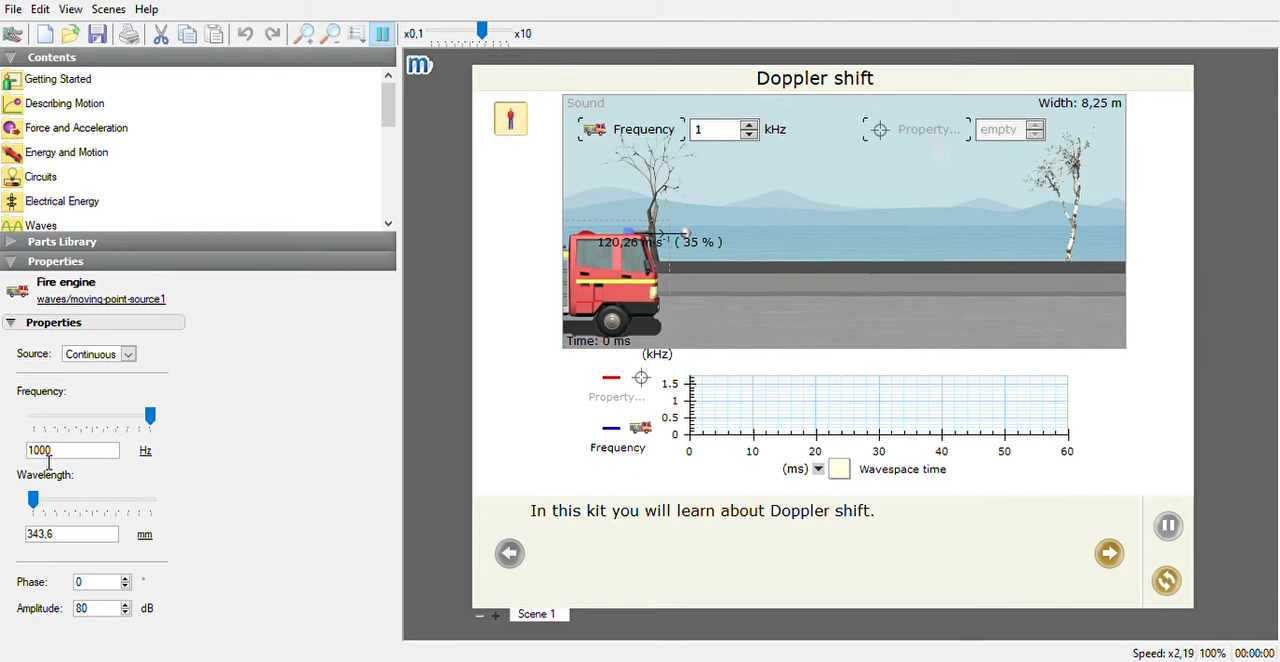 File Edit View Scenes Help
x0,1 x10
Contents
Getting Started
Describing Motion
Force and Acceleration
Energy and Motion
Circuits
Electrical Energy
Waves
Parts Library
Properties
Fire engine
waves/moving-point-source1
Properties
Source: Continuous
Frequency:
1000 Hz
Wavelength:
343,6 mm
Phase: 0 °
Amplitude: 80 dB
m
Doppler shift
Sound
Width: 8,25 m
Frequency 1 kHz
Property... empty
120,26 m·s⁻¹ ( 35 % )
Time: 0 ms
(kHz)
Property...
Frequency
1.5
1
0.5
0
0 10 20 30 40 50 60
(ms) Wavespace time
In this kit you will learn about Doppler shift.
Scene 1
Speed: x2,19 100% 00:00:00